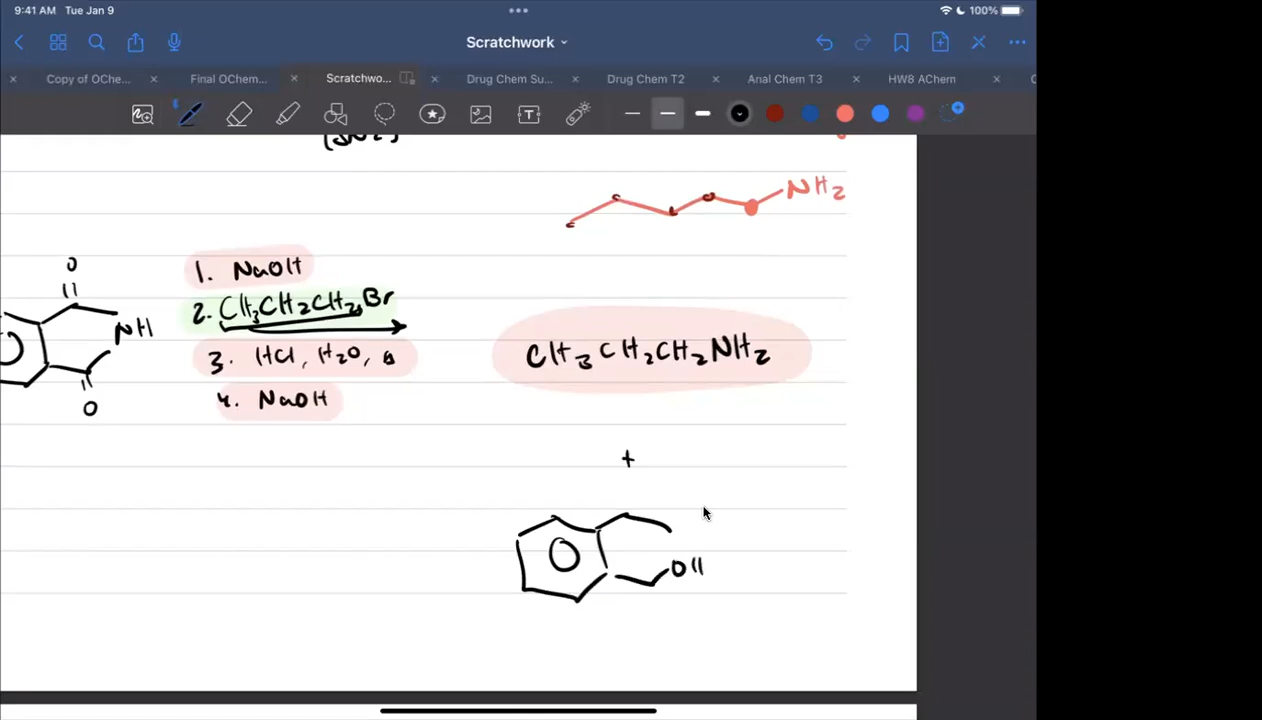 9:41 AM Tue Jan 9
100%
Scratchwork
Copy of OChe...
Final OChem...
Scratchwo...
Drug Chem Su...
Drug Chem T2
Anal Chem T3
HW8 AChem
NH2
O
1. NaOH
2. CH3CH2CH2Br
NH
3. HCl, H2O, Δ
CH3CH2CH2NH2
4. NaOH
O
+
OH